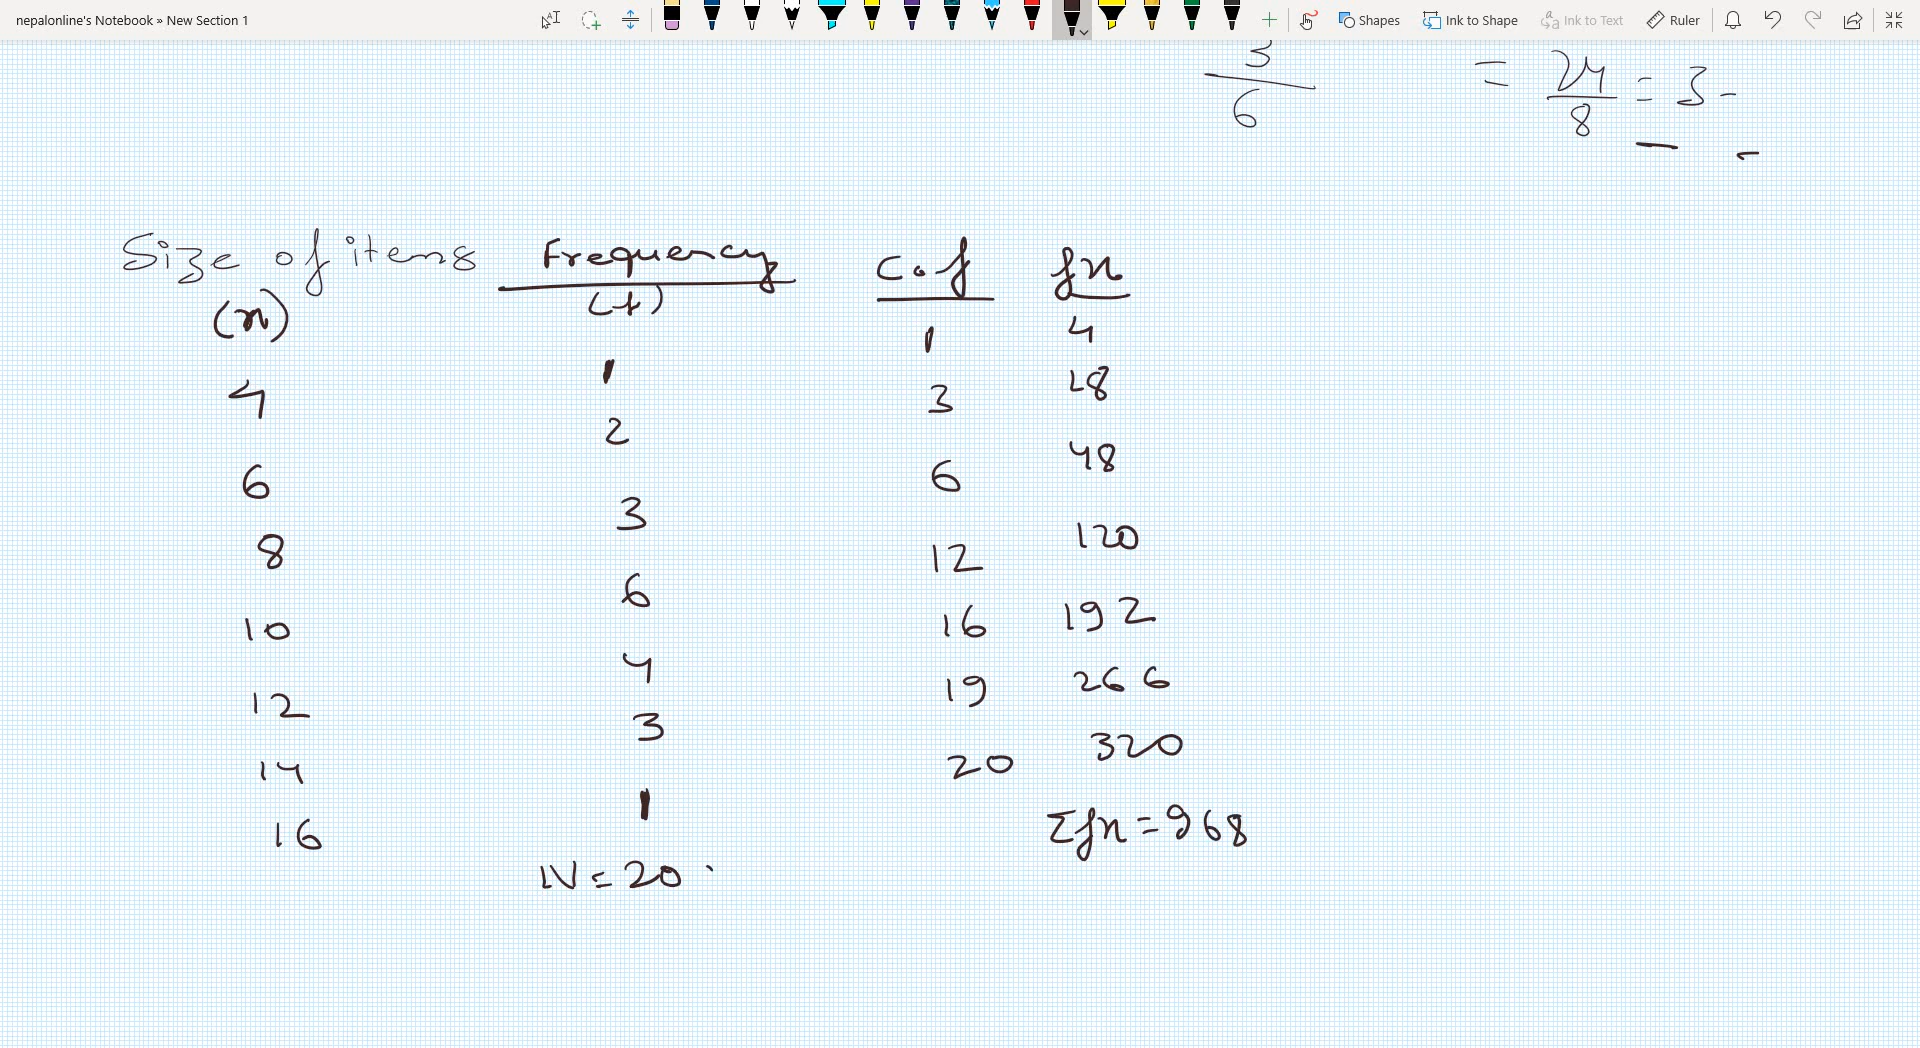 nepalonline's Notebook » New Section 1
Shapes Ink to Shape Ink to Text Ruler
3
6
= 24 = 3 -
8
Size of items Frequency C.f fx
(x) (f)
4 1 1 4
6 2 3 18
8 3 6 48
10 6 12 120
12 4 16 192
14 3 19 266
16 1 20 320
N = 20 Σfx = 968